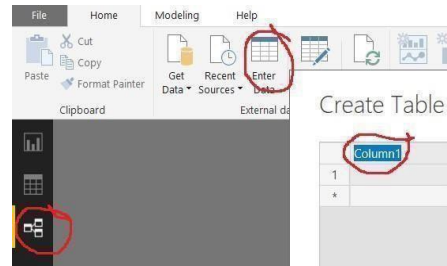 File Home Modeling Help
Cut
Copy
Format Painter
Paste
Get Data
Recent Sources
Enter Data
Clipboard
External da
Create Table
Column1
1
*